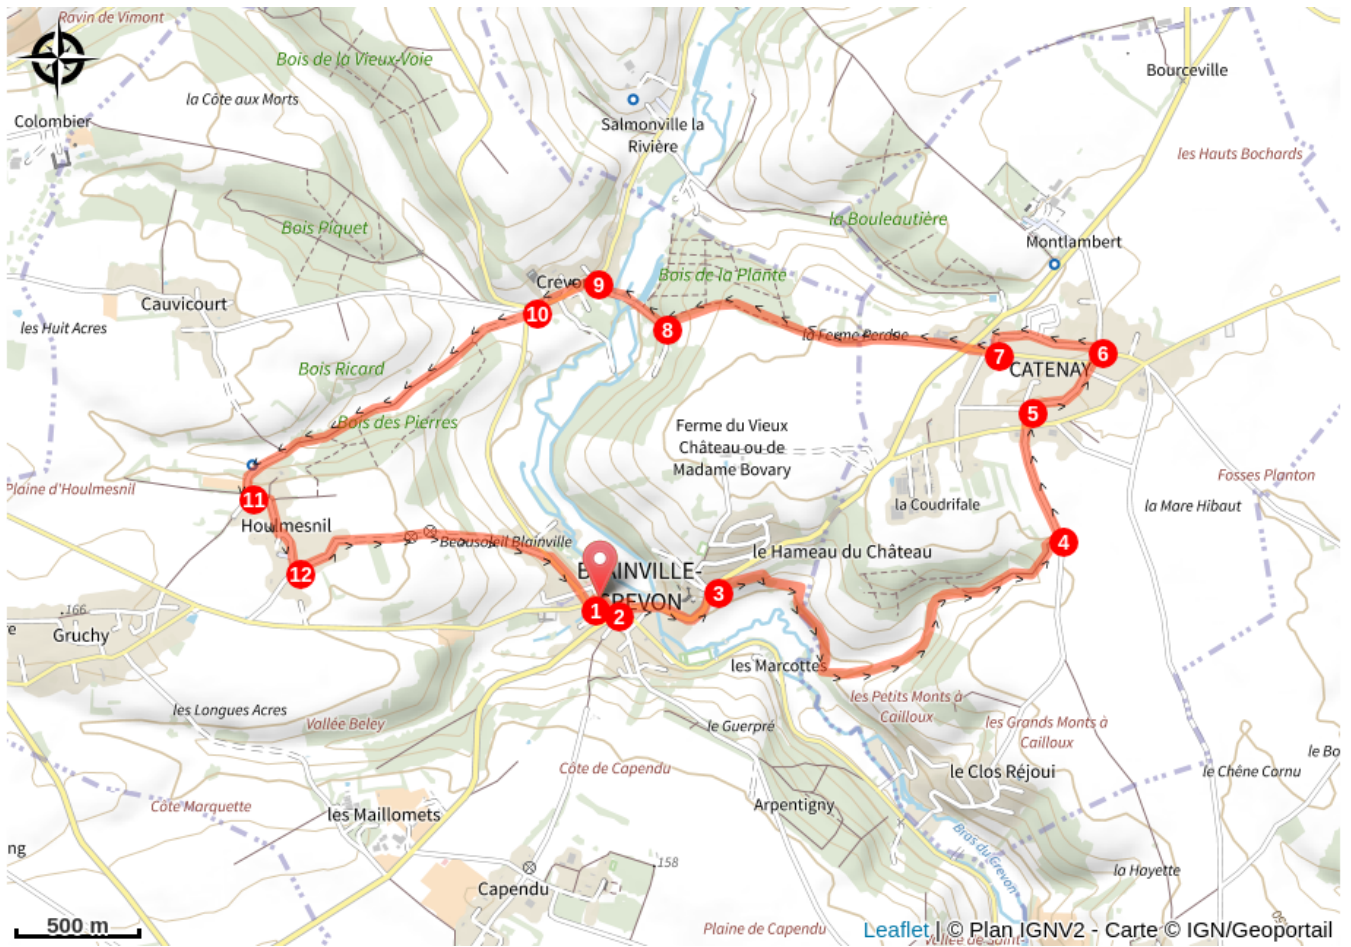 Ravin de Vimont
Bois de la Vieux-Voie
Bourceville
la Côte aux Morts
Colombier
Salmonville la
Rivière
les Hauts Bochards
la Bouleautière
Bois Piquet
Montlambert
Bois de la Plante
9
Cauvicourt
10
les Huit Acres
8
la Ferme Perdue
7
6
CATENAY
Bois Ricard
5
Bois des Pierres
Ferme du Vieux
Château ou de
Madame Bovary
Fosses Planton
Plaine d'Houlmesnil
11
la Coudrifale
la Mare Hibaut
Houlmesnil
Beausoleil Blainville
le Hameau du Château
4
12
BLAINVILLE-
CREVON
3
1
2
166
Gruchy
les Marcottes
les Petits Monts à
Cailloux
les Longues Acres
Vallée Beley
le Guerpré
les Grands Monts à
Cailloux
le Bo
Côte de Capendu
le Clos Réjoui
le Chêne Cornu
Côte Marquette
les Maillomets
Arpentigny
ng
Bras du Crevon
158
la Hayette
Capendu
500 m
Plaine de Capendu
Leaflet | © Plan IGNV2 - Carte © IGN/Geoportail